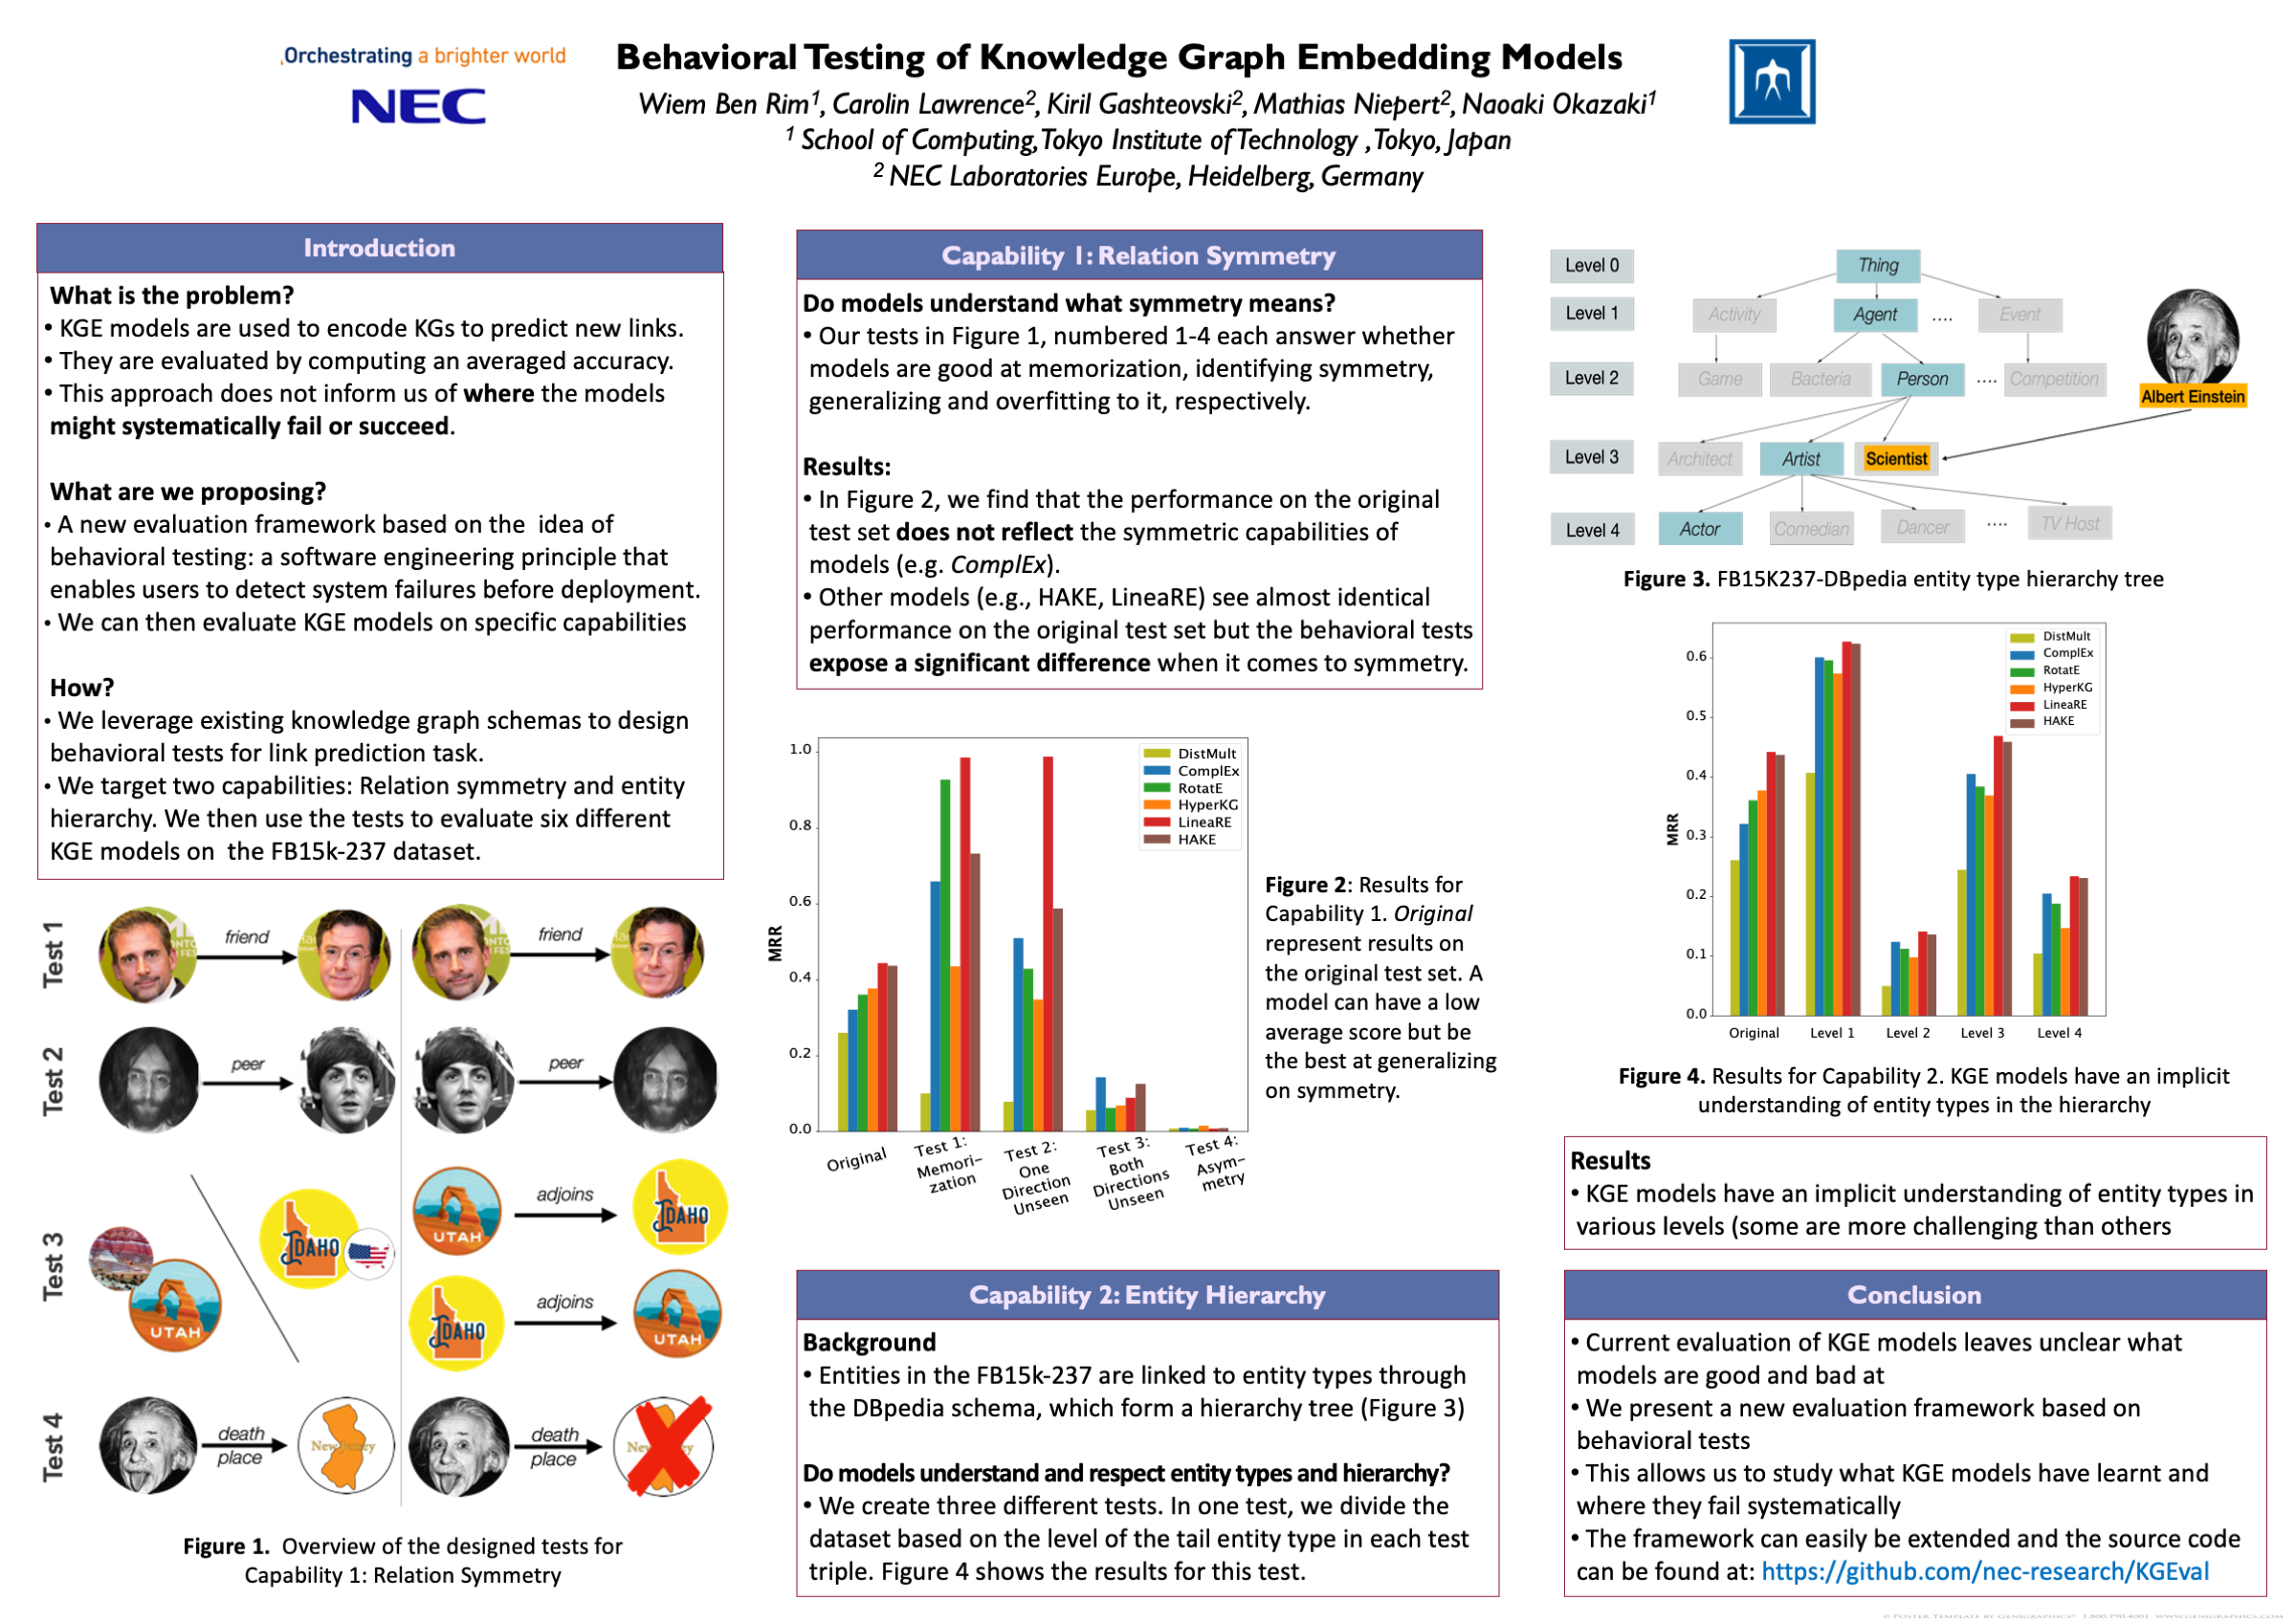 Orchestrating a brighter world
NEC
Behavioral Testing of Knowledge Graph Embedding Models
Wiem Ben Rim1, Carolin Lawrence2, Kiril Gashteovski2, Mathias Niepert2, Naoaki Okazaki1
1 School of Computing, Tokyo Institute of Technology , Tokyo, Japan
2 NEC Laboratories Europe, Heidelberg, Germany
Introduction
What is the problem?
• KGE models are used to encode KGs to predict new links.
• They are evaluated by computing an averaged accuracy.
• This approach does not inform us of where the models
might systematically fail or succeed.
What are we proposing?
• A new evaluation framework based on the idea of
behavioral testing: a software engineering principle that
enables users to detect system failures before deployment.
• We can then evaluate KGE models on specific capabilities
How?
• We leverage existing knowledge graph schemas to design
behavioral tests for link prediction task.
• We target two capabilities: Relation symmetry and entity
hierarchy. We then use the tests to evaluate six different
KGE models on the FB15k-237 dataset.
Test 1
friend
friend
Test 2
peer
peer
Test 3
UTAH
IDAHO
UTAH
adjoins
IDAHO
IDAHO
adjoins
UTAH
Test 4
death
place
New Jersey
death
place
Figure 1. Overview of the designed tests for
Capability 1: Relation Symmetry
Capability 1: Relation Symmetry
Do models understand what symmetry means?
• Our tests in Figure 1, numbered 1-4 each answer whether
models are good at memorization, identifying symmetry,
generalizing and overfitting to it, respectively.
Results:
• In Figure 2, we find that the performance on the original
test set does not reflect the symmetric capabilities of
models (e.g. ComplEx).
• Other models (e.g., HAKE, LineaRE) see almost identical
performance on the original test set but the behavioral tests
expose a significant difference when it comes to symmetry.
MRR
1.0
0.8
0.6
0.4
0.2
0.0
DistMult
ComplEx
RotatE
HyperKG
LineaRE
HAKE
Original
Test 1:
Memori-
zation
Test 2:
One
Direction
Unseen
Test 3:
Both
Directions
Unseen
Test 4:
Asym-
metry
Figure 2: Results for
Capability 1. Original
represent results on
the original test set. A
model can have a low
average score but be
the best at generalizing
on symmetry.
Capability 2: Entity Hierarchy
Background
• Entities in the FB15k-237 are linked to entity types through
the DBpedia schema, which form a hierarchy tree (Figure 3)
Do models understand and respect entity types and hierarchy?
• We create three different tests. In one test, we divide the
dataset based on the level of the tail entity type in each test
triple. Figure 4 shows the results for this test.
Level 0
Thing
Level 1
Activity
Agent
....
Event
Level 2
Game
Bacteria
Person
....
Competition
Albert Einstein
Level 3
Architect
Artist
Scientist
Level 4
Actor
Comedian
Dancer
....
TV Host
Figure 3. FB15K237-DBpedia entity type hierarchy tree
MRR
0.6
0.5
0.4
0.3
0.2
0.1
0.0
DistMult
ComplEx
RotatE
HyperKG
LineaRE
HAKE
Original
Level 1
Level 2
Level 3
Level 4
Figure 4. Results for Capability 2. KGE models have an implicit
understanding of entity types in the hierarchy
Results
• KGE models have an implicit understanding of entity types in
various levels (some are more challenging than others
Conclusion
• Current evaluation of KGE models leaves unclear what
models are good and bad at
• We present a new evaluation framework based on
behavioral tests
• This allows us to study what KGE models have learnt and
where they fail systematically
• The framework can easily be extended and the source code
can be found at: https://github.com/nec-research/KGEval
© POSTER TEMPLATE BY GENIGRAPHICS® 1.800.790.4001 WWW.GENIGRAPHICS.COM